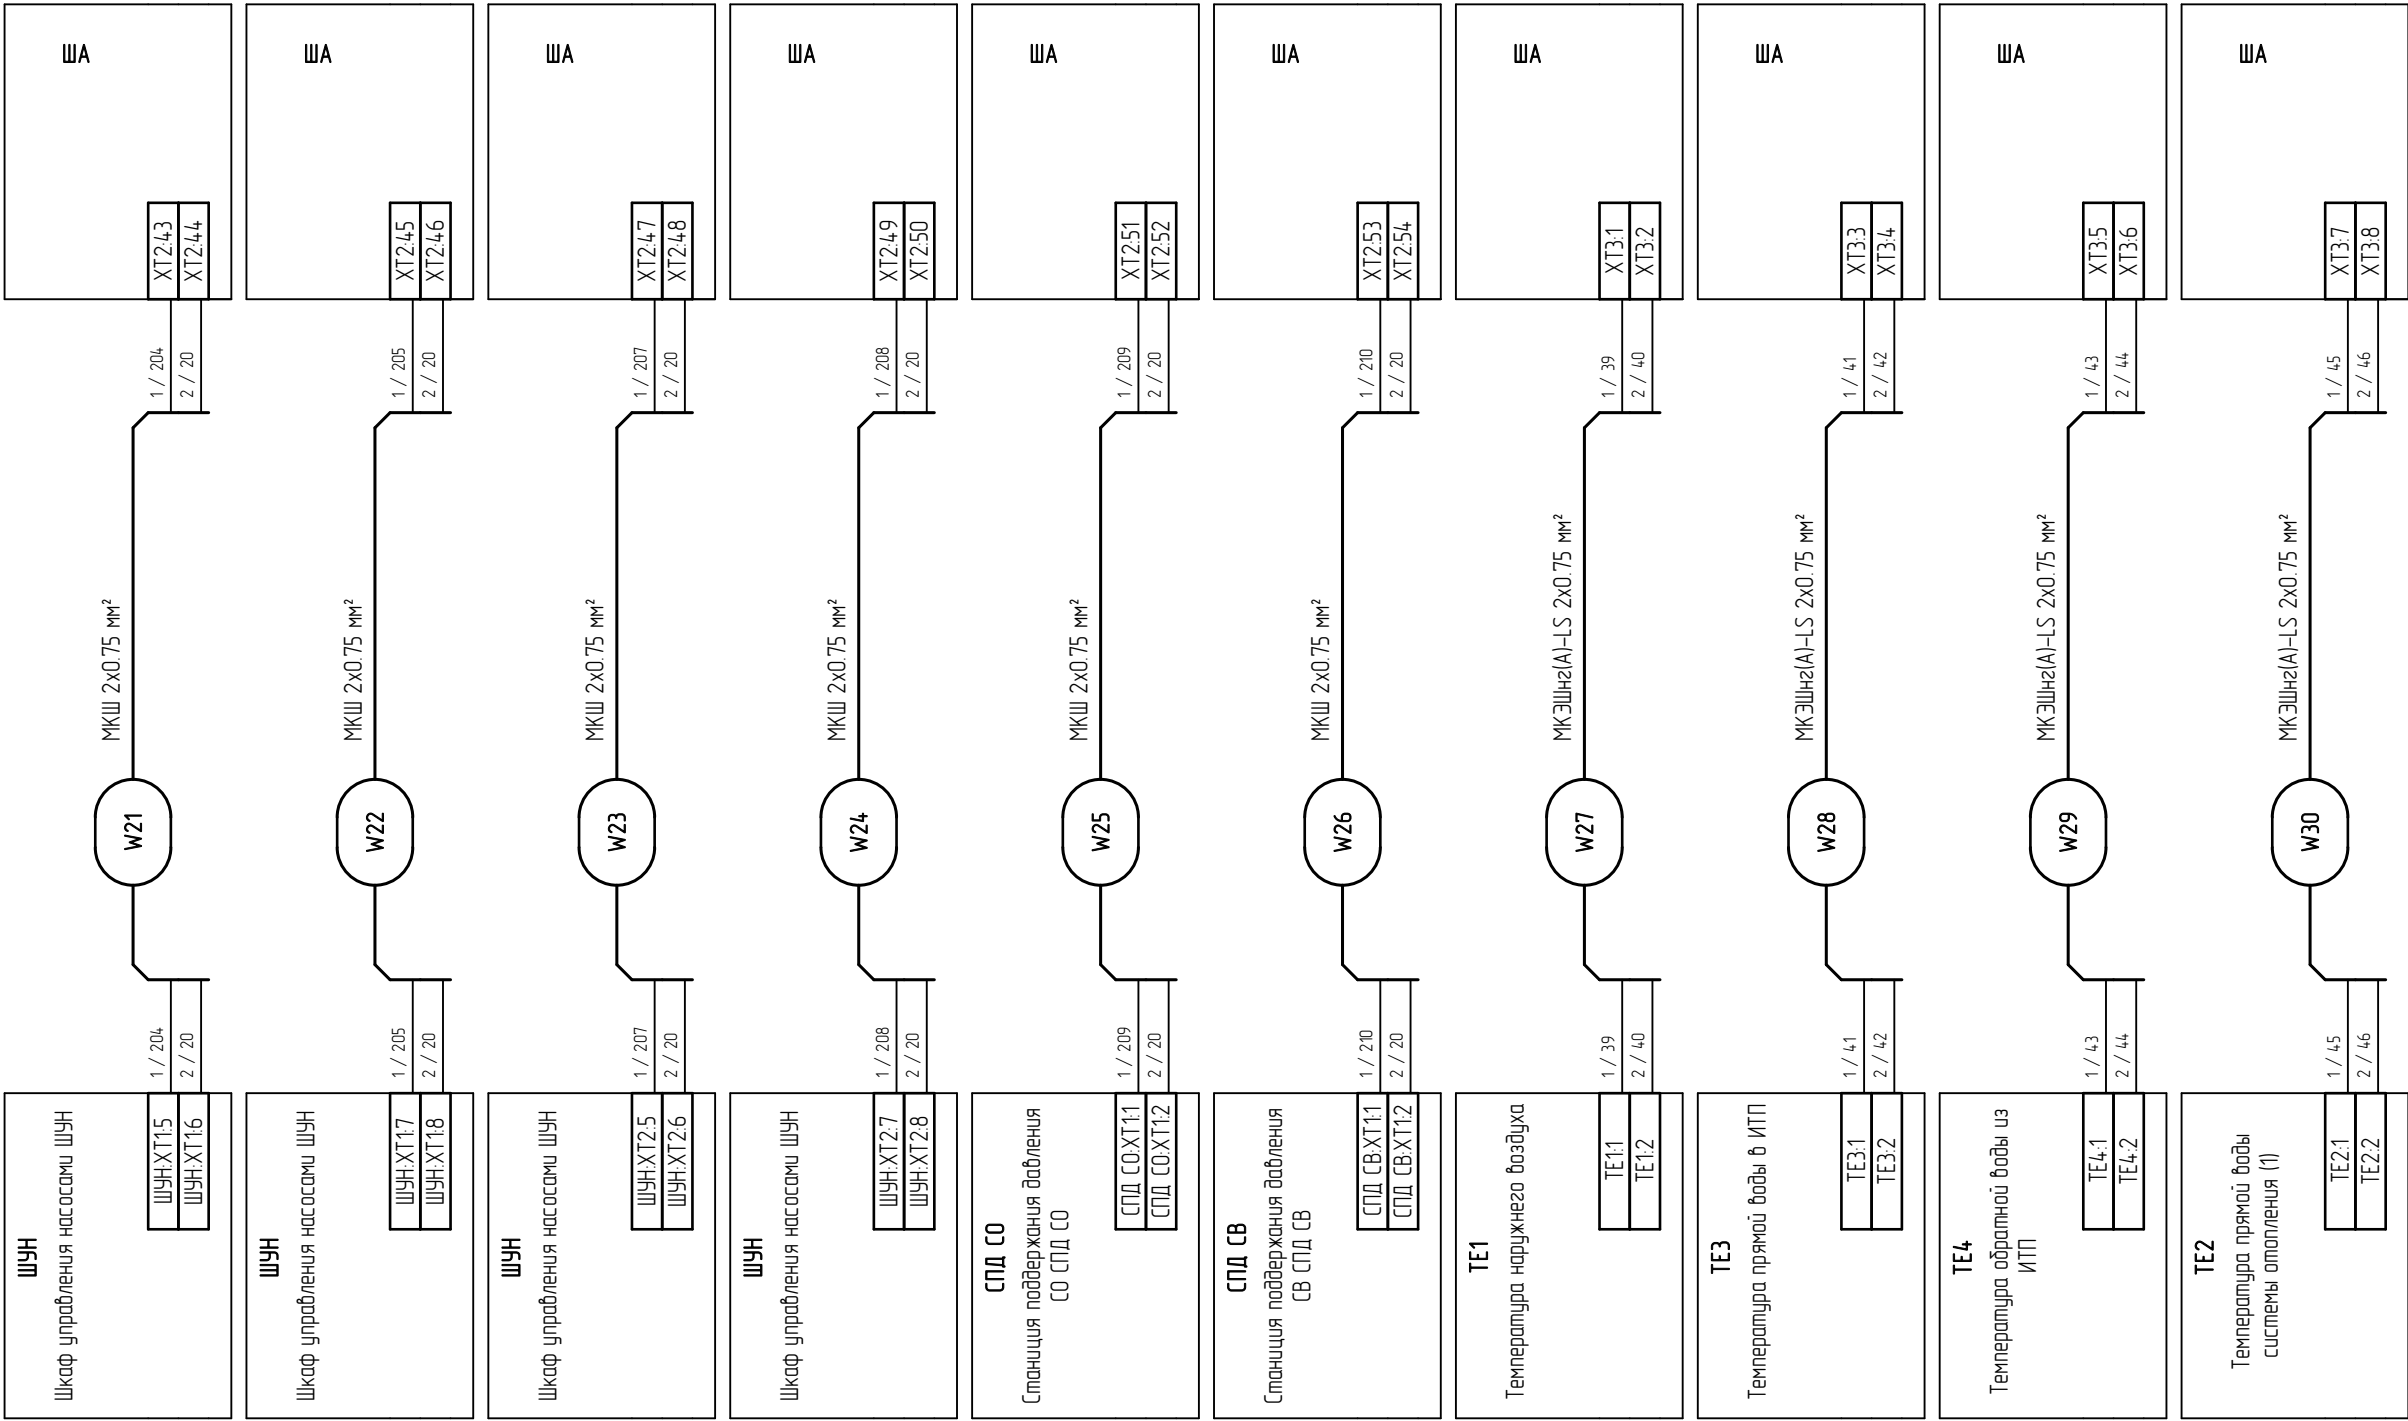 ШУН
Шкаф управления насосами ШУН
ШУН:XT1:5
ШУН:XT1:6
1 / 204
2 / 20
W21
МКШ 2x0.75 мм²
1 / 204
2 / 20
XT2:43
XT2:44
ША
ШУН
Шкаф управления насосами ШУН
ШУН:XT1:7
ШУН:XT1:8
1 / 205
2 / 20
W22
МКШ 2x0.75 мм²
1 / 205
2 / 20
XT2:45
XT2:46
ША
ШУН
Шкаф управления насосами ШУН
ШУН:XT2:5
ШУН:XT2:6
1 / 207
2 / 20
W23
МКШ 2x0.75 мм²
1 / 207
2 / 20
XT2:47
XT2:48
ША
ШУН
Шкаф управления насосами ШУН
ШУН:XT2:7
ШУН:XT2:8
1 / 208
2 / 20
W24
МКШ 2x0.75 мм²
1 / 208
2 / 20
XT2:49
XT2:50
ША
СПД СО
Станиция поддержания давления
СО СПД СО
СПД СО:XT1:1
СПД СО:XT1:2
1 / 209
2 / 20
W25
МКШ 2x0.75 мм²
1 / 209
2 / 20
XT2:51
XT2:52
ША
СПД СВ
Станиция поддержания давления
СВ СПД СВ
СПД СВ:XT1:1
СПД СВ:XT1:2
1 / 210
2 / 20
W26
МКШ 2x0.75 мм²
1 / 210
2 / 20
XT2:53
XT2:54
ША
TE1
Температура наружнего воздуха
TE1:1
TE1:2
1 / 39
2 / 40
W27
МКЭШнг(А)-LS 2x0.75 мм²
1 / 39
2 / 40
XT3:1
XT3:2
ША
TE3
Температура прямой воды в ИТП
TE3:1
TE3:2
1 / 41
2 / 42
W28
МКЭШнг(А)-LS 2x0.75 мм²
1 / 41
2 / 42
XT3:3
XT3:4
ША
TE4
Температура обратной воды из
ИТП
TE4:1
TE4:2
1 / 43
2 / 44
W29
МКЭШнг(А)-LS 2x0.75 мм²
1 / 43
2 / 44
XT3:5
XT3:6
ША
TE2
Температура прямой воды
системы отопления (1)
TE2:1
TE2:2
1 / 45
2 / 46
W30
МКЭШнг(А)-LS 2x0.75 мм²
1 / 45
2 / 46
XT3:7
XT3:8
ША